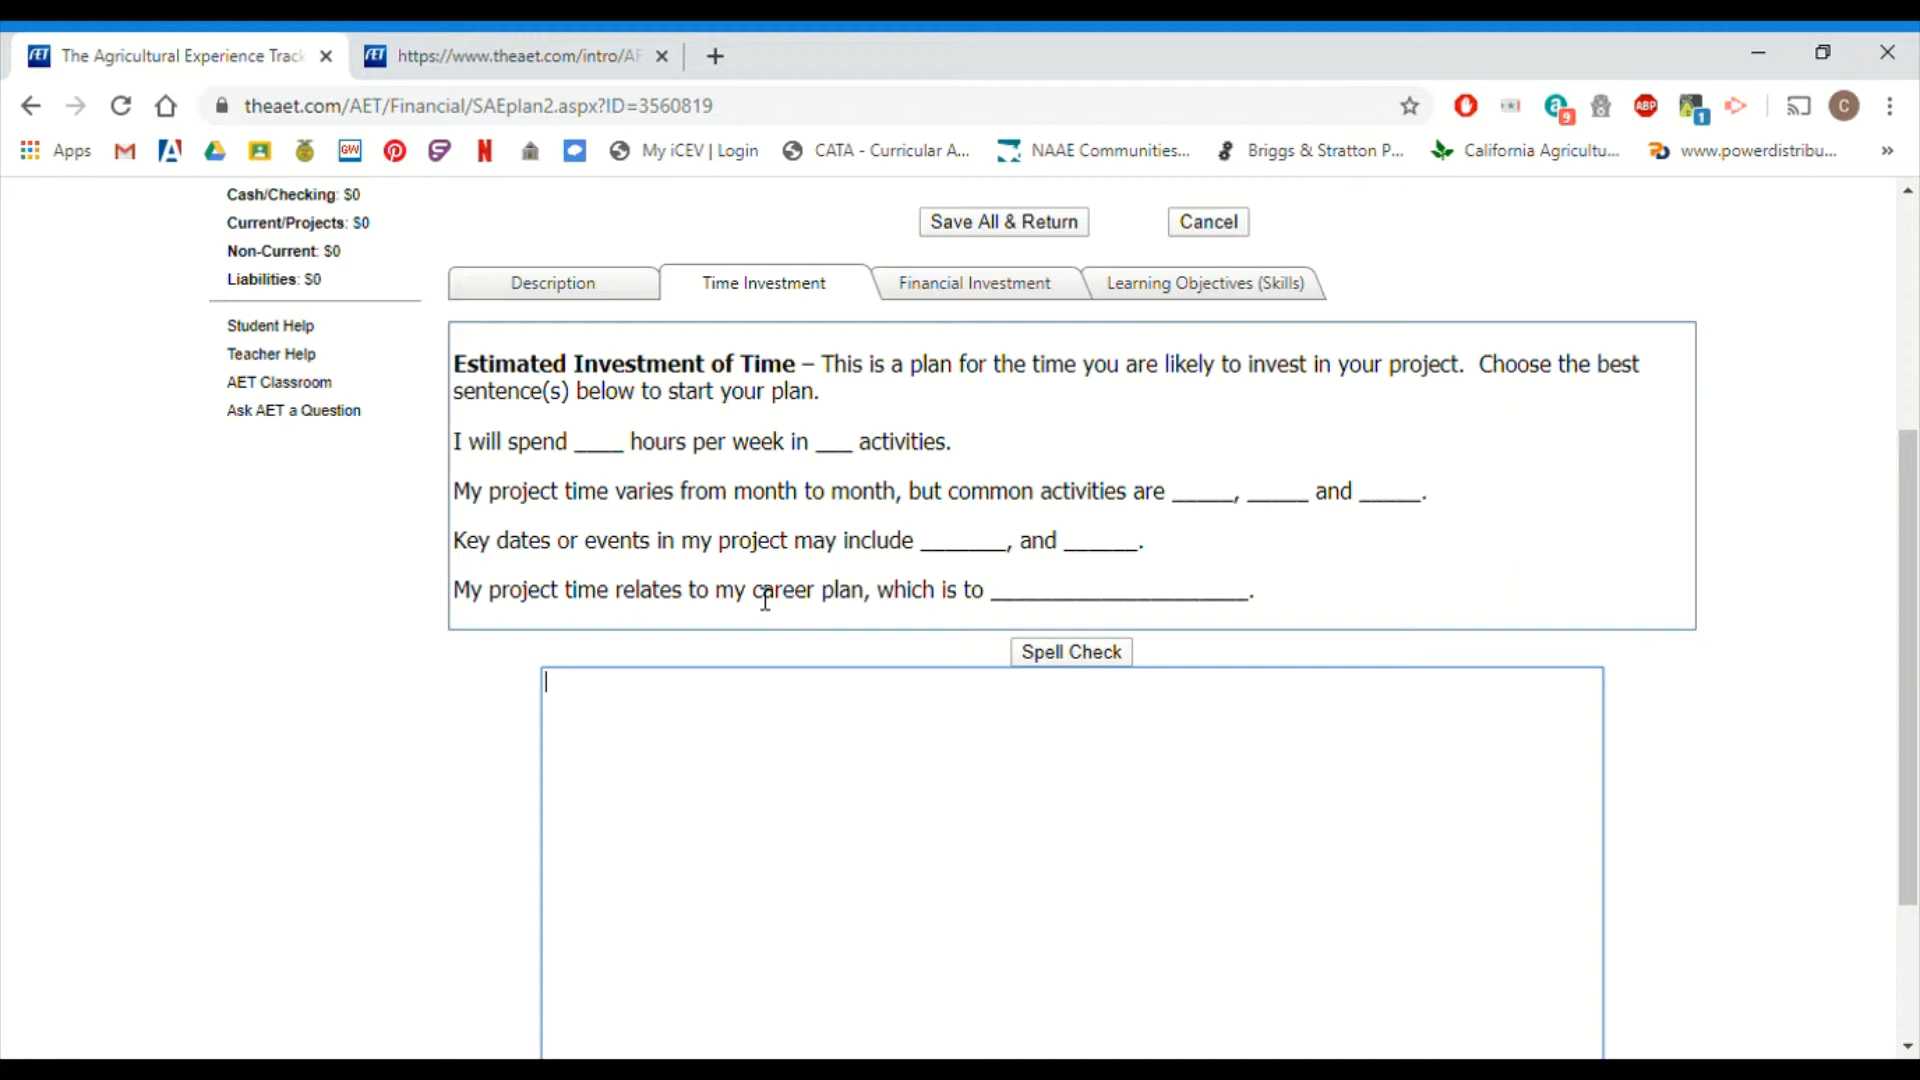 The Agricultural Experience Track
https://www.theaet.com/intro/AE
theaet.com/AET/Financial/SAEplan2.aspx?ID=3560819
ABP
9
1
C
Apps
GW
My iCEV | Login
CATA - Curricular A...
NAAE Communities...
Briggs & Stratton P...
California Agricultu...
www.powerdistribu...
»
Cash/Checking: $0
Current/Projects: $0
Non-Current: $0
Liabilities: $0
Student Help
Teacher Help
AET Classroom
Ask AET a Question
Save All & Return
Cancel
Description
Time Investment
Financial Investment
Learning Objectives (Skills)
Estimated Investment of Time – This is a plan for the time you are likely to invest in your project. Choose the best
sentence(s) below to start your plan.
I will spend ____ hours per week in ___ activities.
My project time varies from month to month, but common activities are _____, _____ and _____.
Key dates or events in my project may include _______, and ______.
My project time relates to my career plan, which is to _____________________.
Spell Check